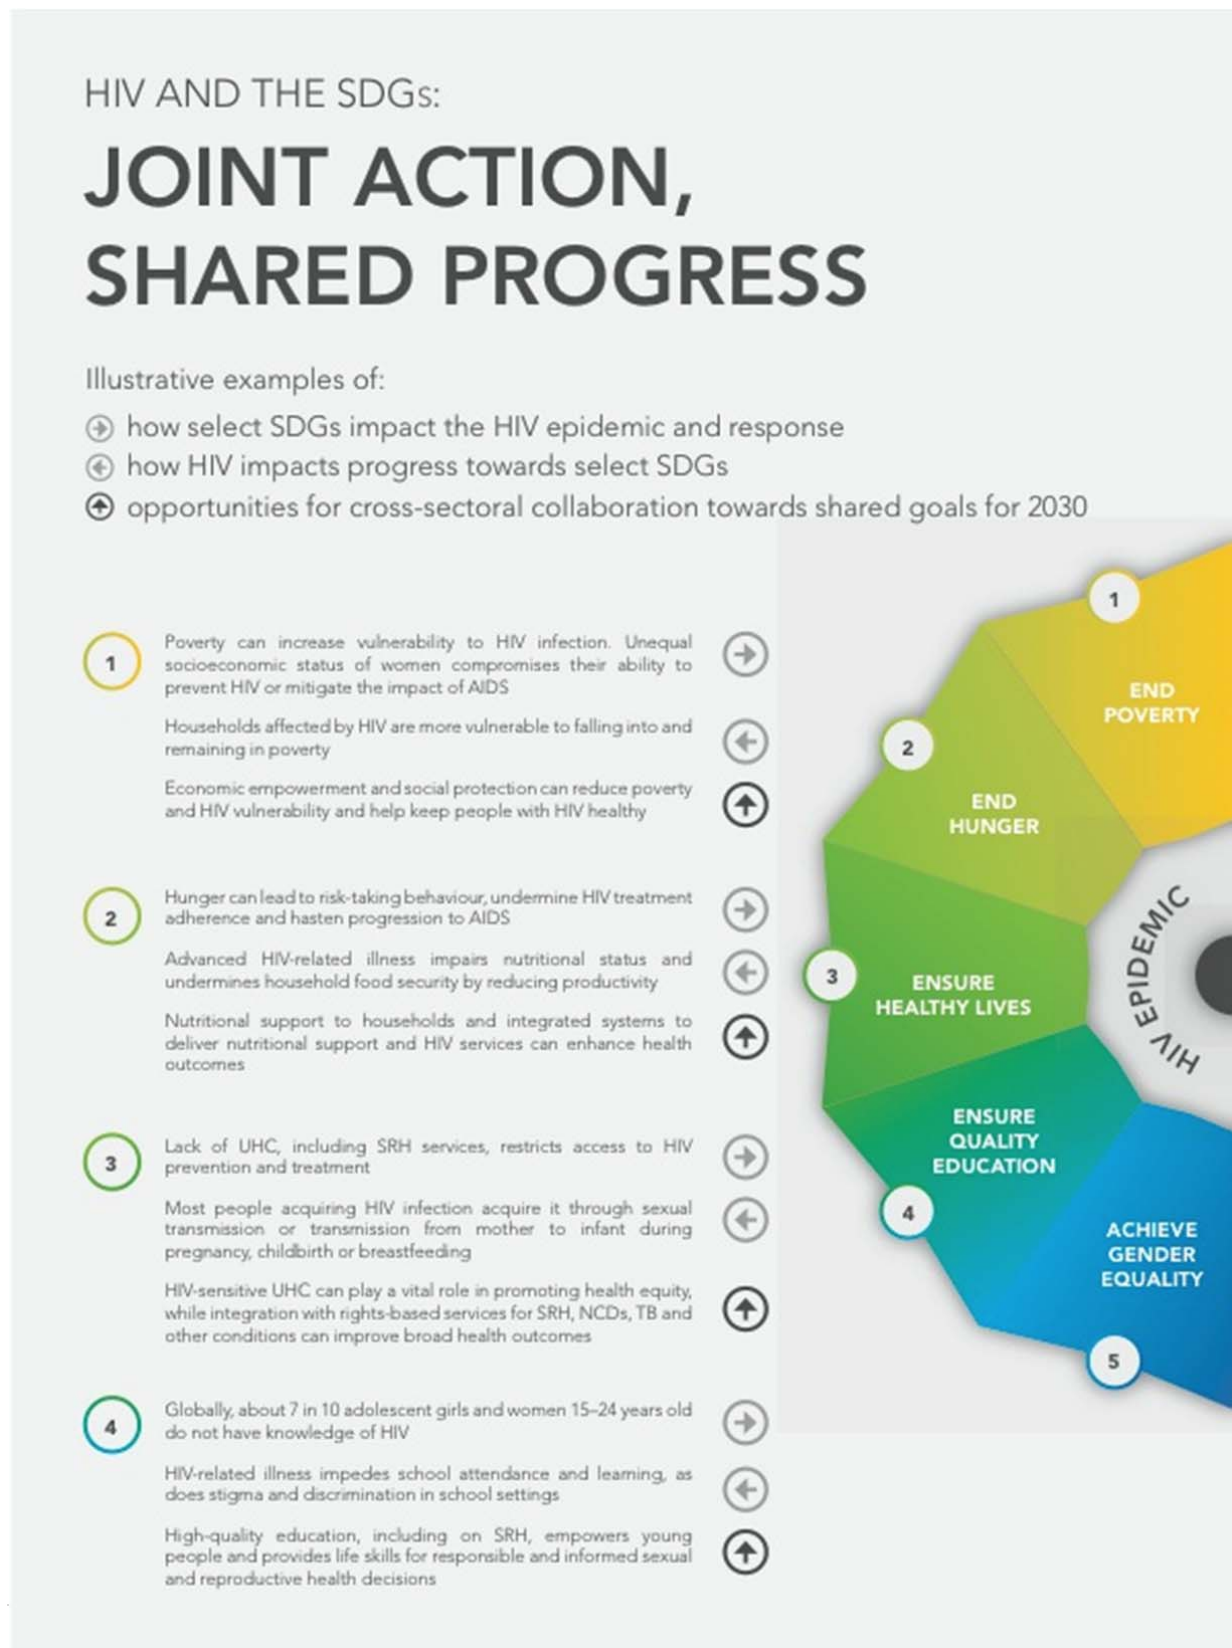 HIV AND THE SDGs:
JOINT ACTION,
SHARED PROGRESS
Illustrative examples of:
how select SDGs impact the HIV epidemic and response
how HIV impacts progress towards select SDGs
opportunities for cross-sectoral collaboration towards shared goals for 2030
1
Poverty can increase vulnerability to HIV infection. Unequal
socioeconomic status of women compromises their ability to
prevent HIV or mitigate the impact of AIDS
Households affected by HIV are more vulnerable to falling into and
remaining in poverty
Economic empowerment and social protection can reduce poverty
and HIV vulnerability and help keep people with HIV healthy
2
Hunger can lead to risk-taking behaviour, undermine HIV treatment
adherence and hasten progression to AIDS
Advanced HIV-related illness impairs nutritional status and
undermines household food security by reducing productivity
Nutritional support to households and integrated systems to
deliver nutritional support and HIV services can enhance health
outcomes
3
Lack of UHC, including SRH services, restricts access to HIV
prevention and treatment
Most people acquiring HIV infection acquire it through sexual
transmission or transmission from mother to infant during
pregnancy, childbirth or breastfeeding
HIV-sensitive UHC can play a vital role in promoting health equity,
while integration with rights-based services for SRH, NCDs, TB and
other conditions can improve broad health outcomes
4
Globally, about 7 in 10 adolescent girls and women 15–24 years old
do not have knowledge of HIV
HIV-related illness impedes school attendance and learning, as
does stigma and discrimination in school settings
High-quality education, including on SRH, empowers young
people and provides life skills for responsible and informed sexual
and reproductive health decisions
1
END
POVERTY
2
END
HUNGER
3
ENSURE
HEALTHY LIVES
4
ENSURE
QUALITY
EDUCATION
5
ACHIEVE
GENDER
EQUALITY
HIV EPIDEMIC